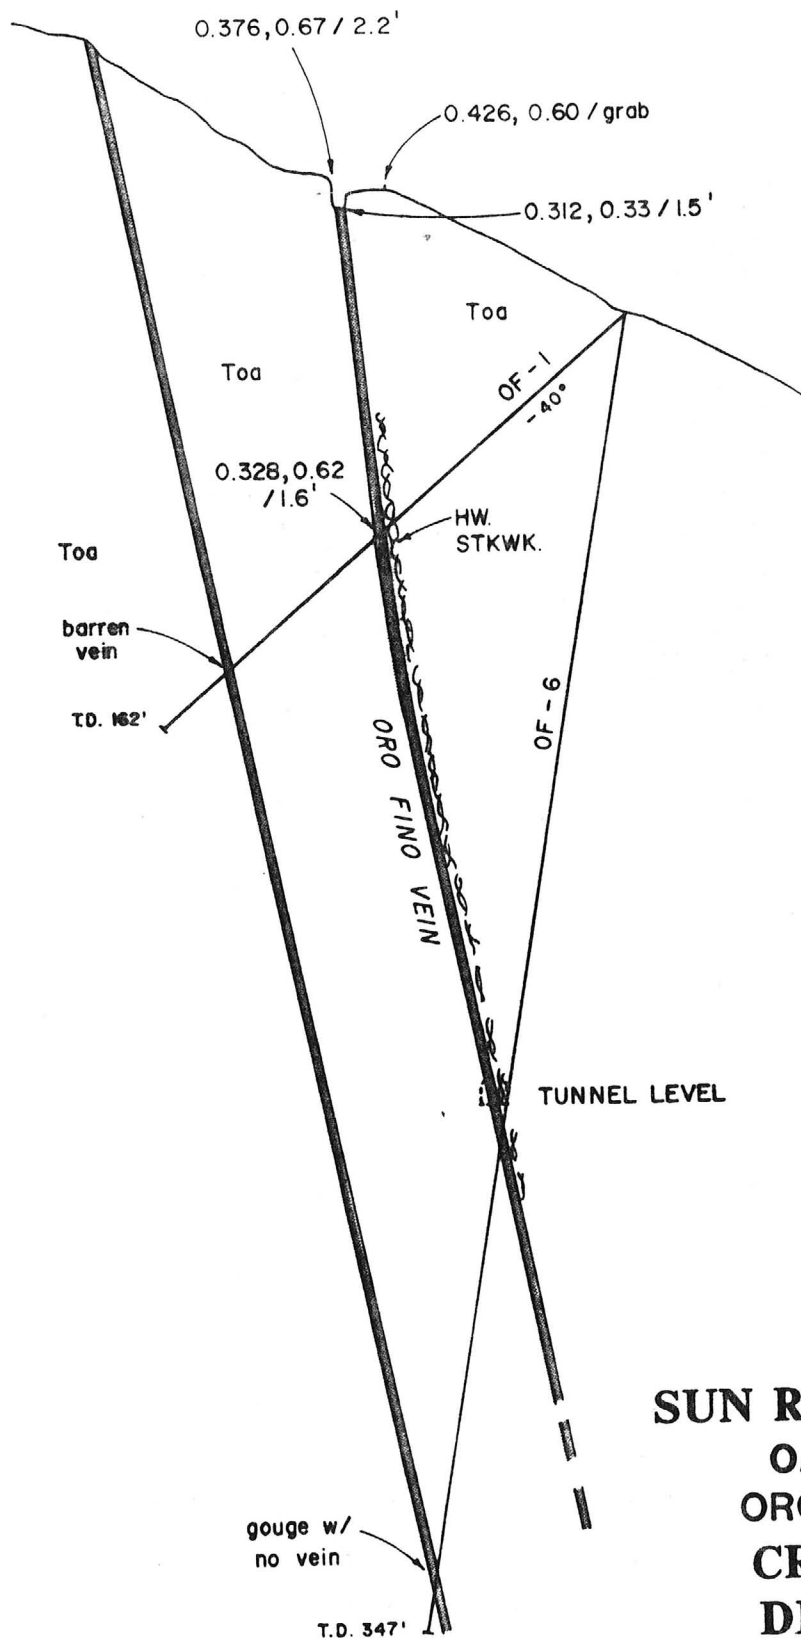 0.376, 0.67 / 2.2'
0.426, 0.60 / grab
0.312, 0.33 / 1.5'
Toa
Toa
OF-1
-40°
0.328, 0.62
/1.6'
HW.
STKWK.
Toa
barren
vein
T.D. 162'
ORO FINO VEIN
OF-6
TUNNEL LEVEL
SUN R
ORO
gouge w/
no vein
T.D. 347'